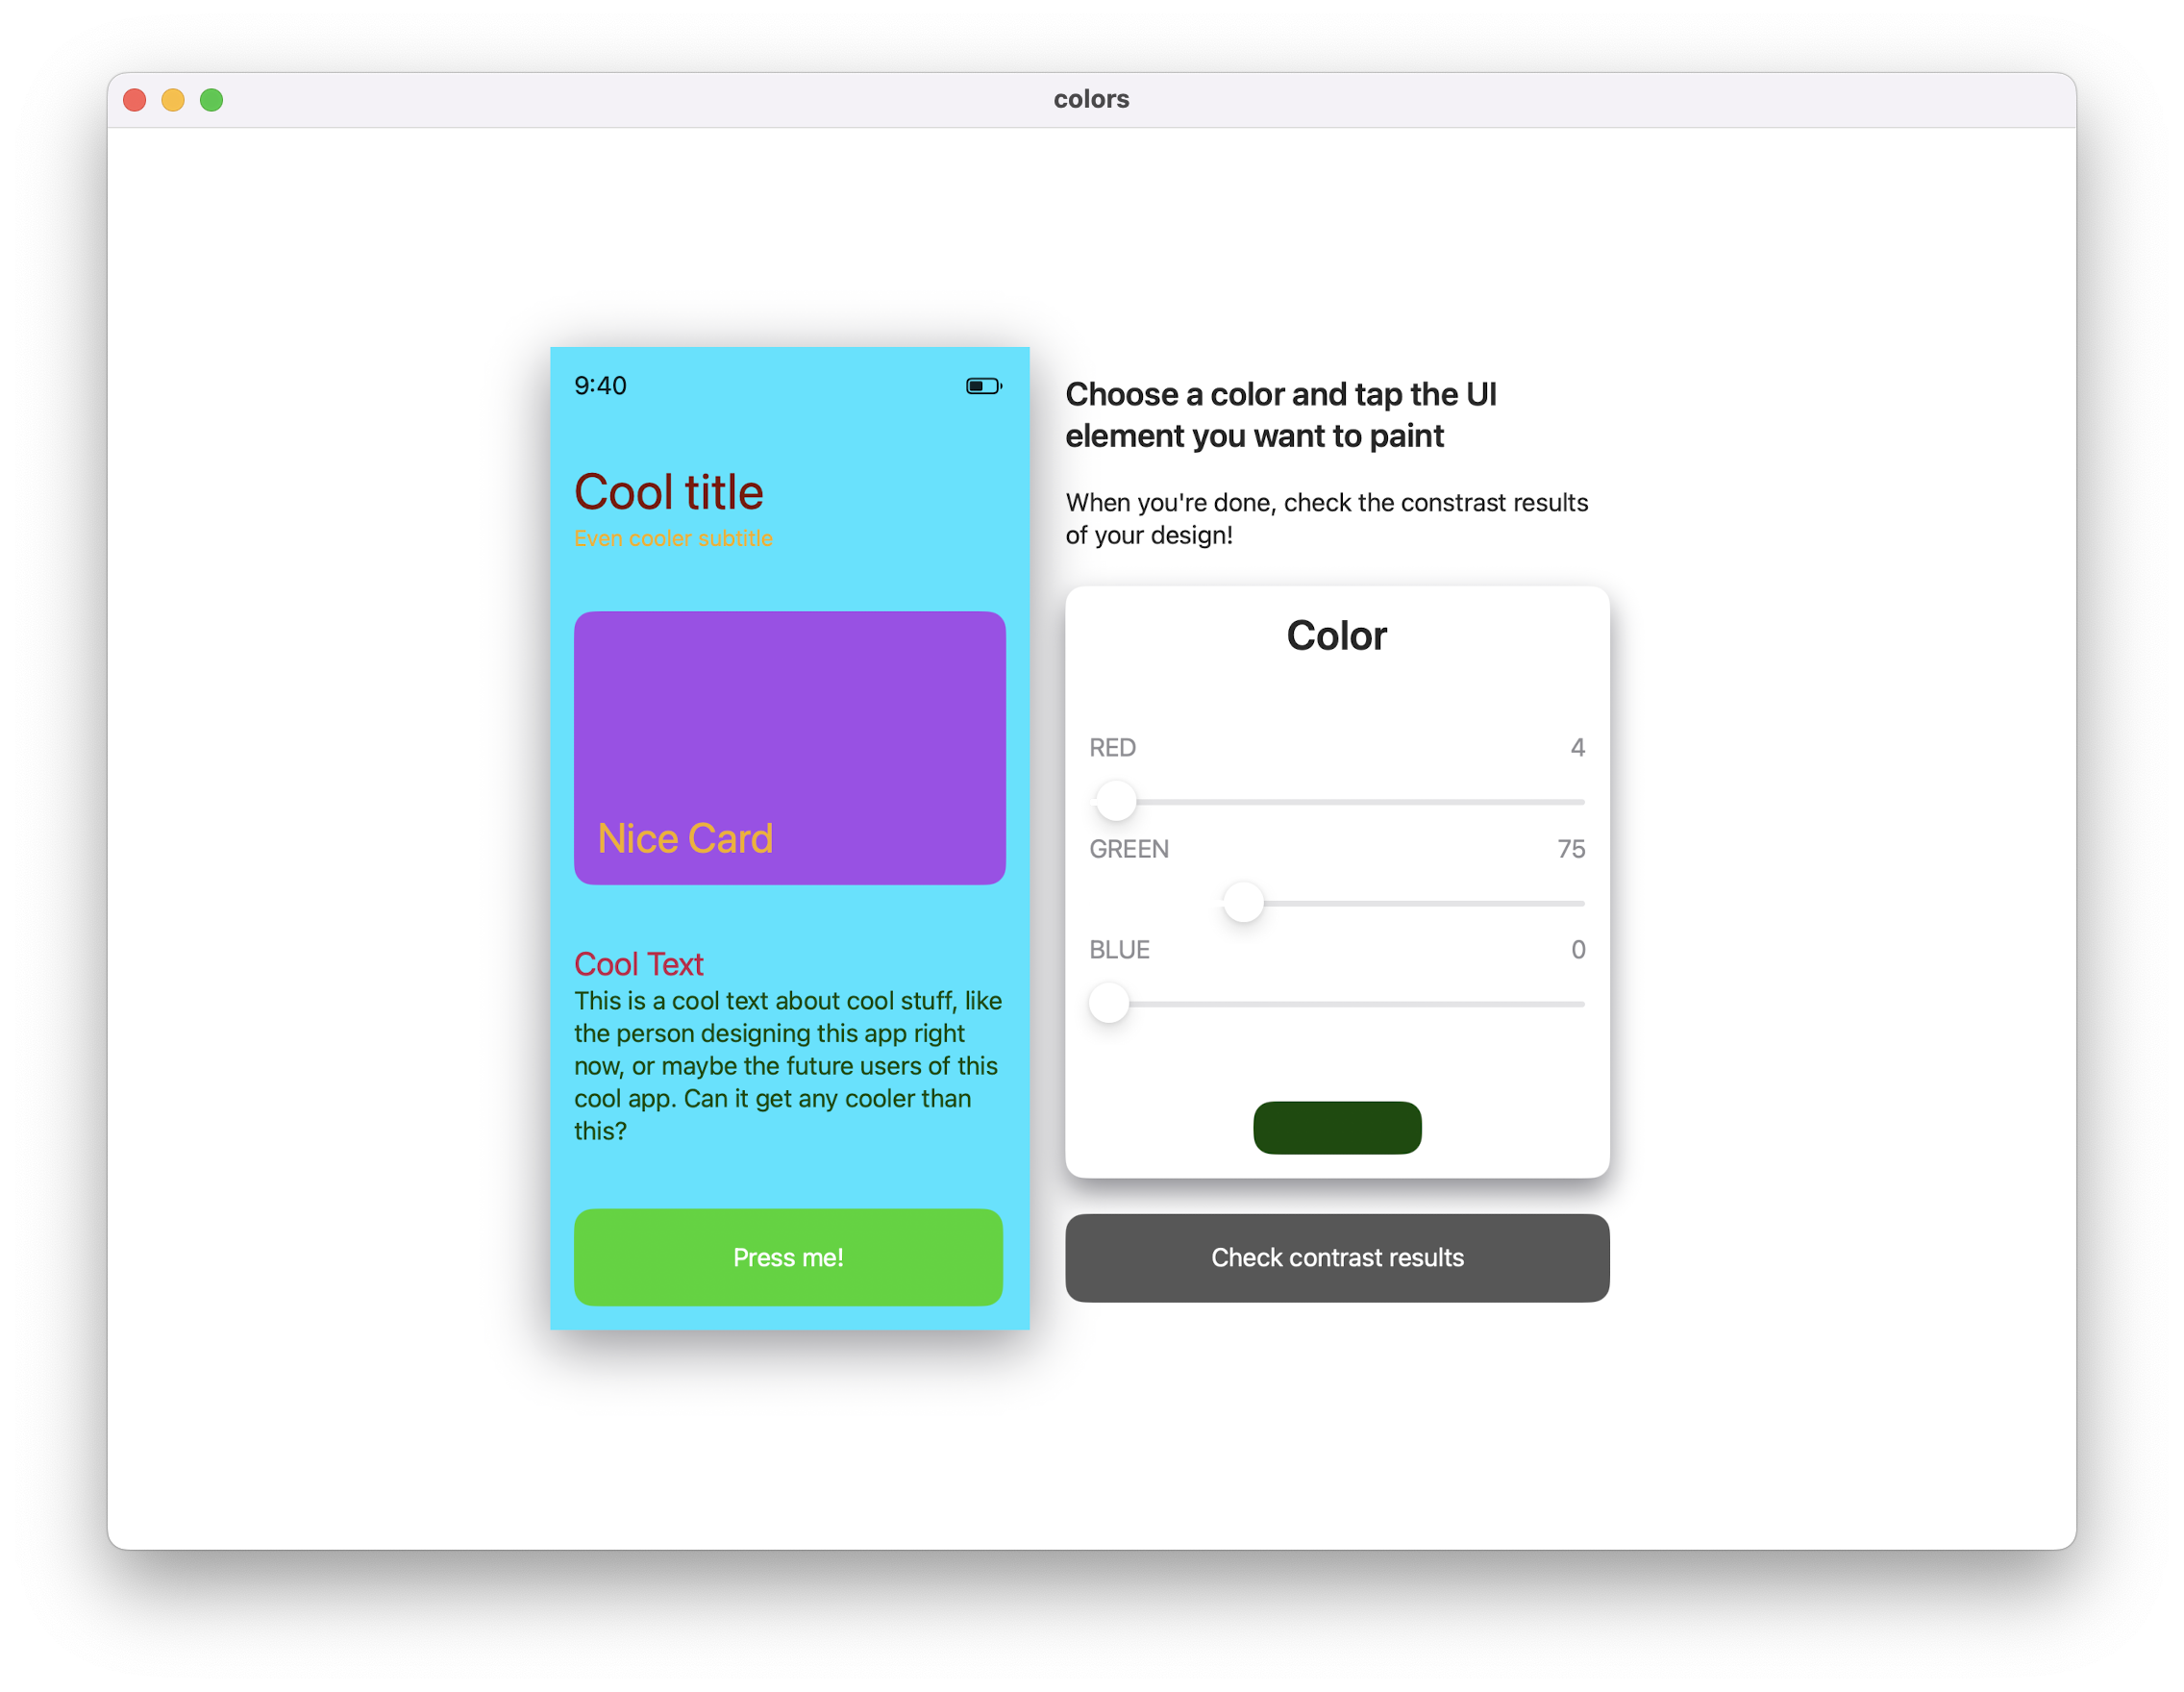 colors
9:40
Cool title
Even cooler subtitle
Nice Card
Cool Text
This is a cool text about cool stuff, like
the person designing this app right
now, or maybe the future users of this
cool app. Can it get any cooler than
this?
Press me!
Choose a color and tap the UI
element you want to paint
When you're done, check the constrast results
of your design!
Color
RED 4
GREEN 75
BLUE 0
Check contrast results